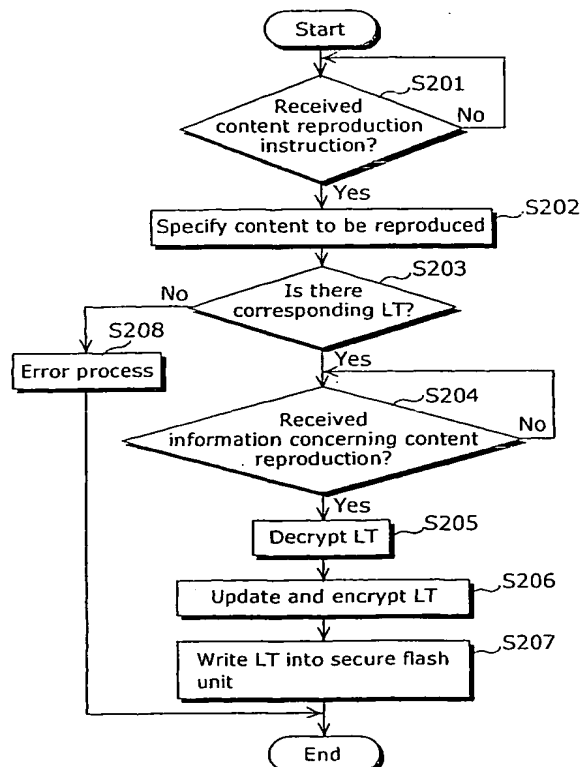 Start
S201
Received
content reproduction
instruction?
No
Yes
S202
Specify content to be reproduced
S203
No
Is there
corresponding LT?
S208
Error process
Yes
S204
Received
information concerning content
reproduction?
No
Yes
S205
Decrypt LT
S206
Update and encrypt LT
S207
Write LT into secure flash
unit
End